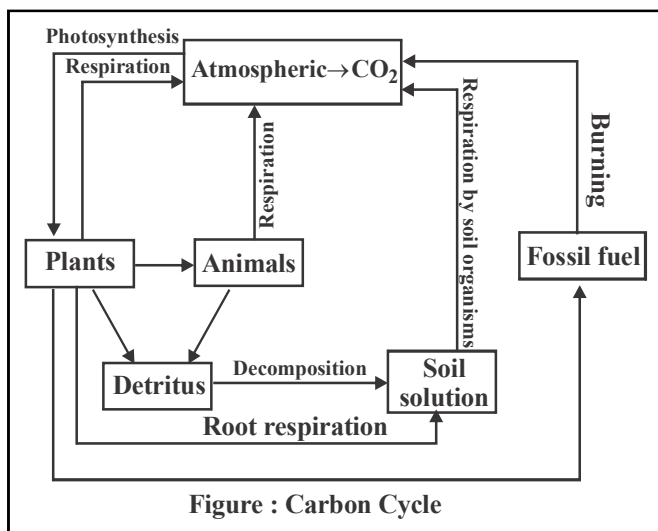 Photosynthesis
Respiration
Atmospheric→CO₂
Respiration
Respiration by soil organisms
Burning
Plants
Animals
Fossil fuel
Detritus
Decomposition
Soil
solution
Root respiration
Figure : Carbon Cycle